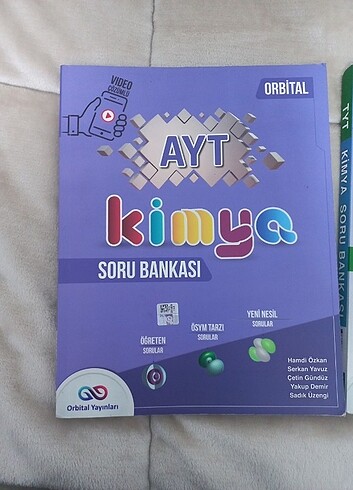 VIDEO
ÇÖZÜMLÜ
ORBİTAL
AYT
kimya
SORU BANKASI
ÖĞRETEN
SORULAR
ÖSYM TARZI
SORULAR
YENİ NESİL
SORULAR
Hamdi Özkan
Serkan Yavuz
Çetin Gündüz
Yakup Demir
Sadık Üzengi
Orbital Yayınları
TYT KİMYA SORU BANKASI